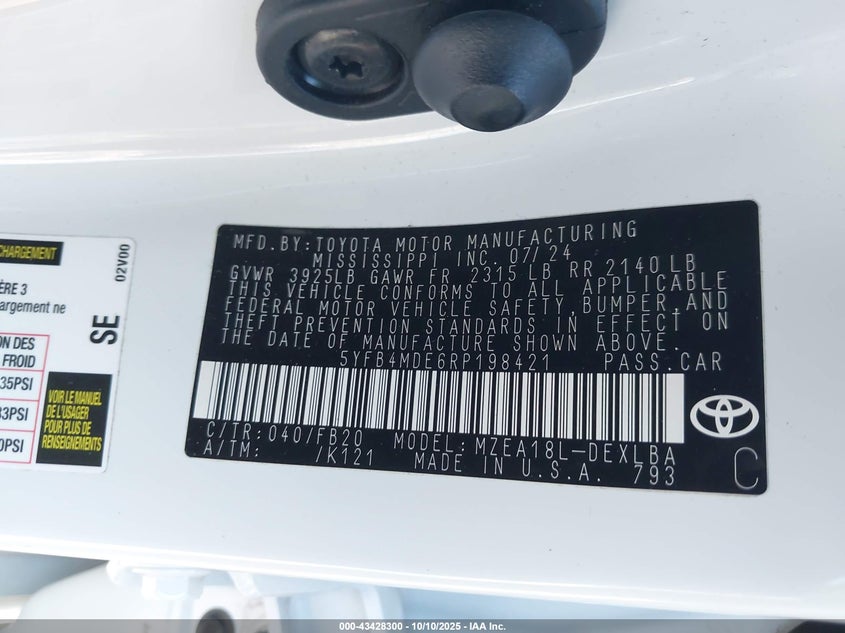 CHARGEMENT
ÈRE 3
chargement ne
ON DES
FROID
35PSI
33PSI
0PSI
02V00
SE
VOIR LE MANUEL
DE L'USAGER
POUR PLUS DE
RENSEIGNEMENTS
MFD. BY: TOYOTA MOTOR MANUFACTURING
MISSISSIPPI INC. 07/24
GVWR 3925LB GAWR FR 2315 LB RR 2140 LB
THIS VEHICLE CONFORMS TO ALL APPLICABLE
FEDERAL MOTOR VEHICLE SAFETY, BUMPER, AND
THEFT PREVENTION STANDARDS IN EFFECT ON
THE DATE OF MANUFACTURE SHOWN ABOVE.
5YFB4MDE6RP198421 PASS. CAR
C/TR: 040/FB20 MODEL: MZEA18L-DEXLBA
A/TM: /K121 MADE IN U.S.A. 793
C
000-43428300 - 10/10/2025 - IAA Inc.